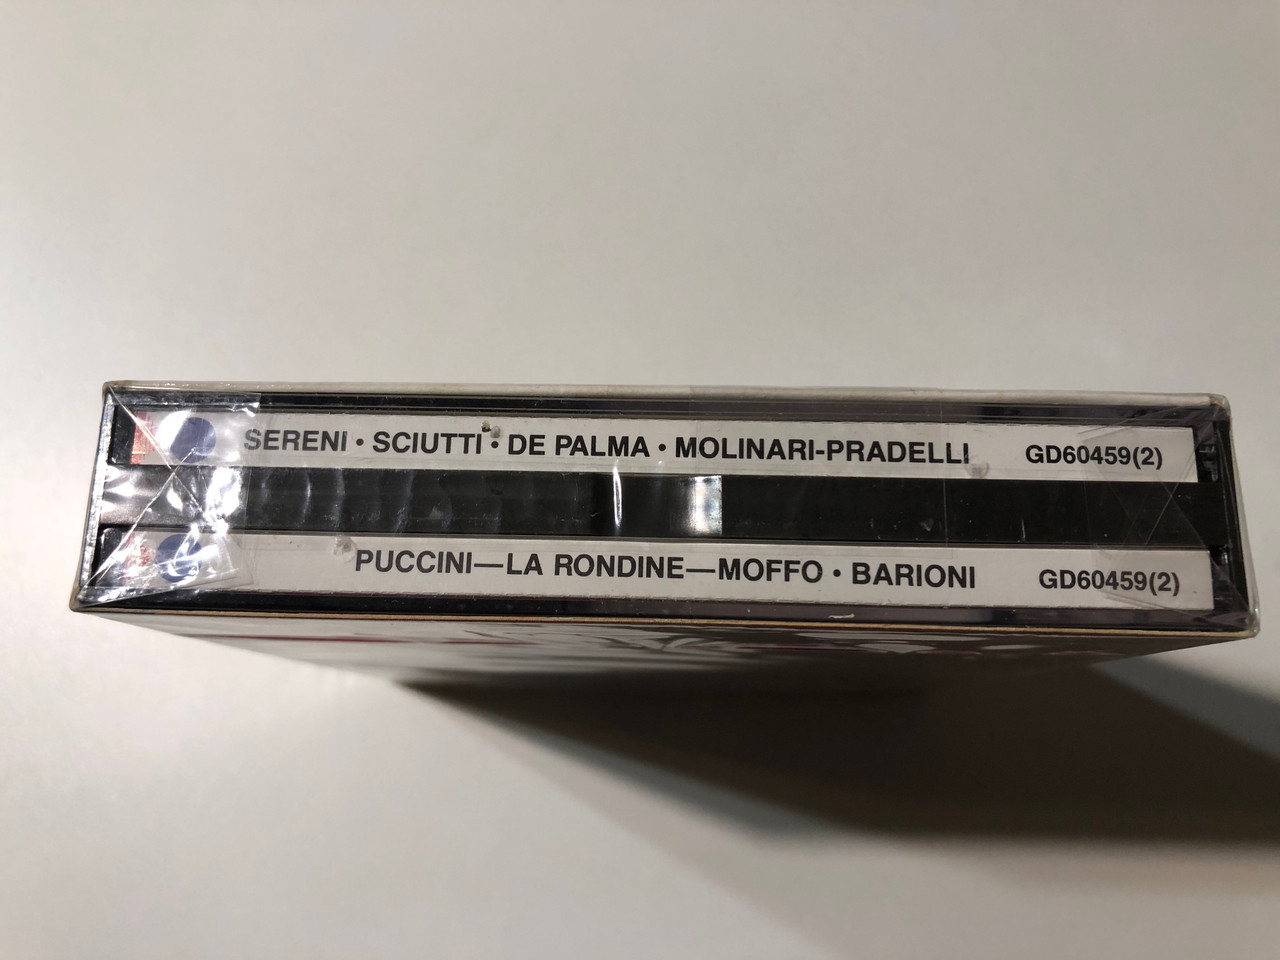 SERENI • SCIUTTI • DE PALMA • MOLINARI-PRADELLI GD60459(2)
PUCCINI—LA RONDINE—MOFFO • BARIONI GD60459(2)